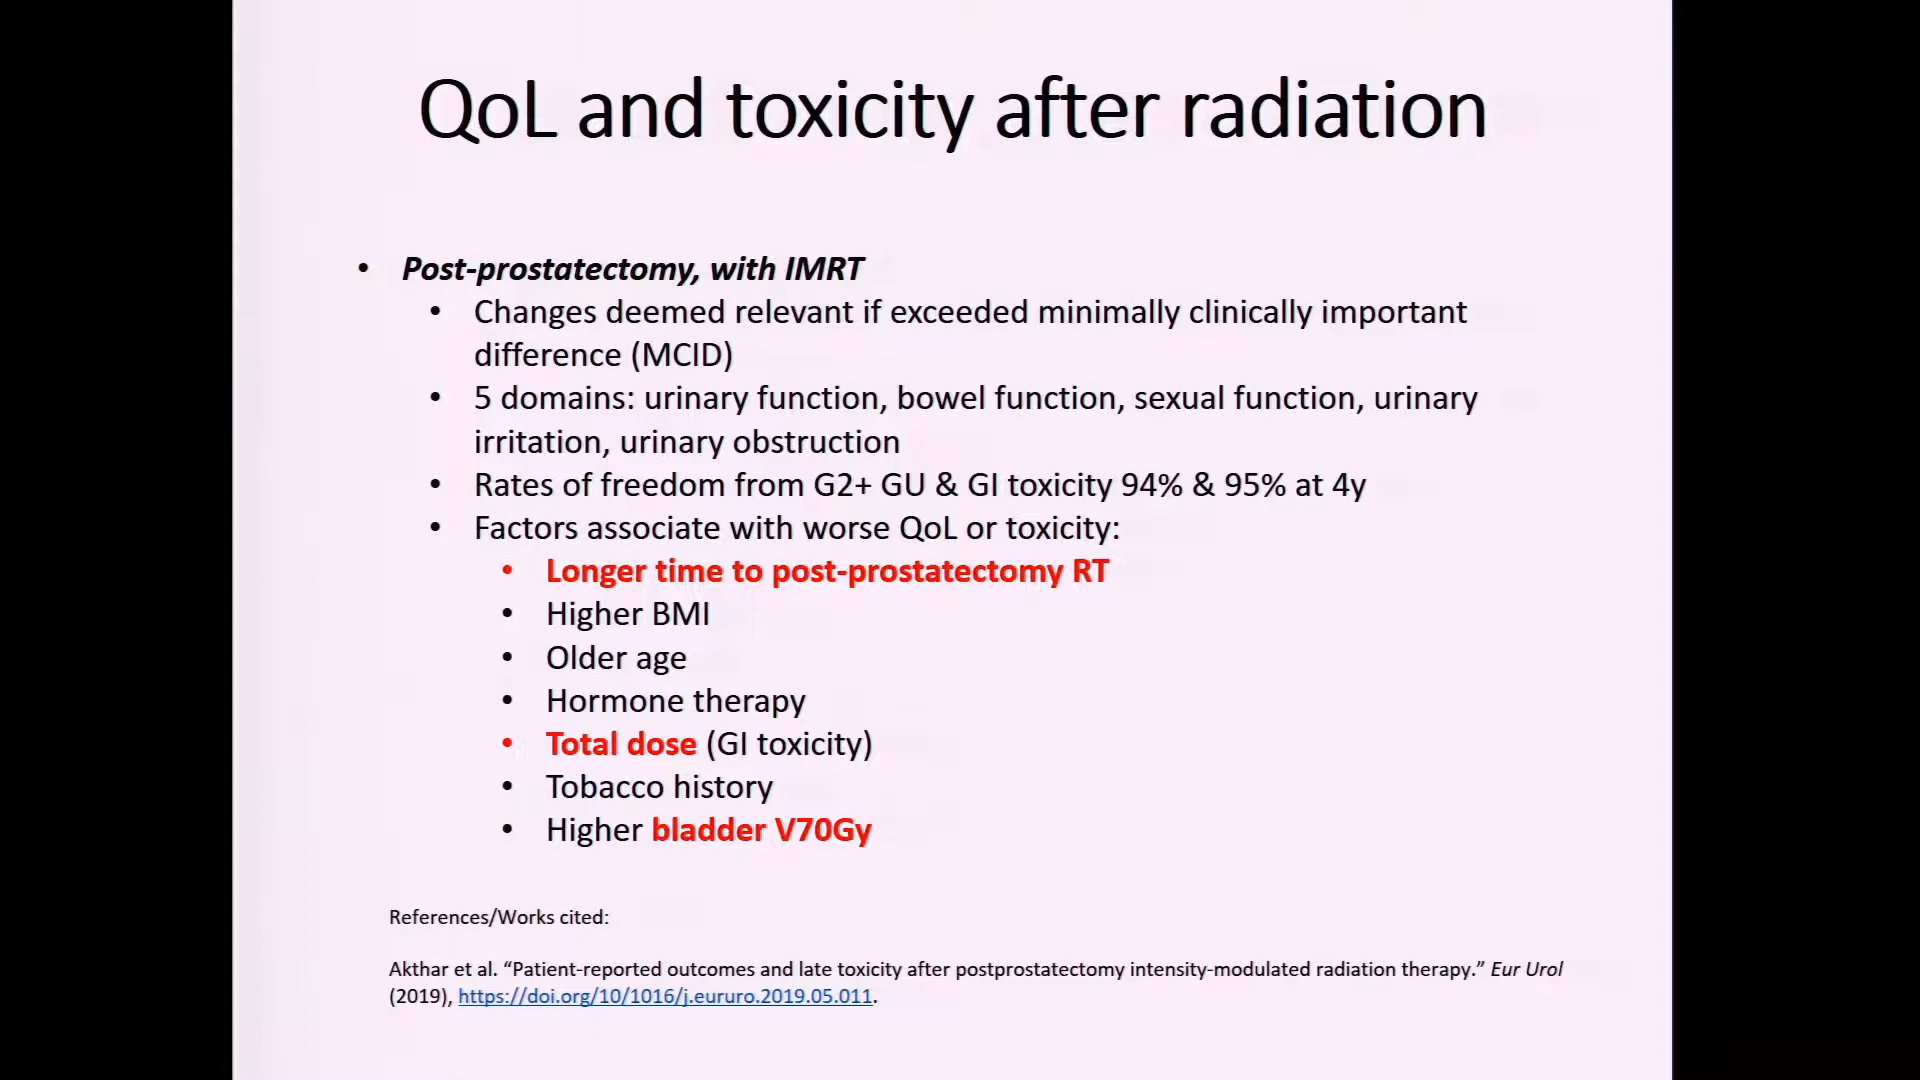 QoL and toxicity after radiation
• Post-prostatectomy, with IMRT
• Changes deemed relevant if exceeded minimally clinically important
difference (MCID)
• 5 domains: urinary function, bowel function, sexual function, urinary
irritation, urinary obstruction
• Rates of freedom from G2+ GU & GI toxicity 94% & 95% at 4y
• Factors associate with worse QoL or toxicity:
• Longer time to post-prostatectomy RT
• Higher BMI
• Older age
• Hormone therapy
• Total dose (GI toxicity)
• Tobacco history
• Higher bladder V70Gy
References/Works cited:
Akthar et al. “Patient-reported outcomes and late toxicity after postprostatectomy intensity-modulated radiation therapy.” Eur Urol
(2019), https://doi.org/10/1016/j.eururo.2019.05.011.